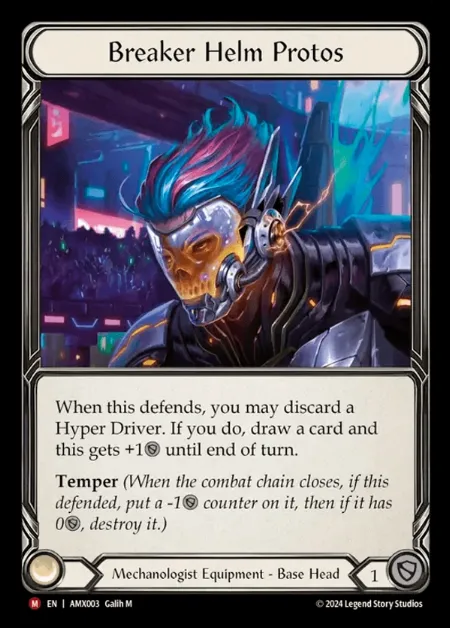 Breaker Helm Protos
When this defends, you may discard a
Hyper Driver. If you do, draw a card and
this gets +1 until end of turn.
Temper (When the combat chain closes, if this
defended, put a -1 counter on it, then if it has
0, destroy it.)
Mechanologist Equipment - Base Head
1
M EN | AMX003 Galih M
© 2024 Legend Story Studios